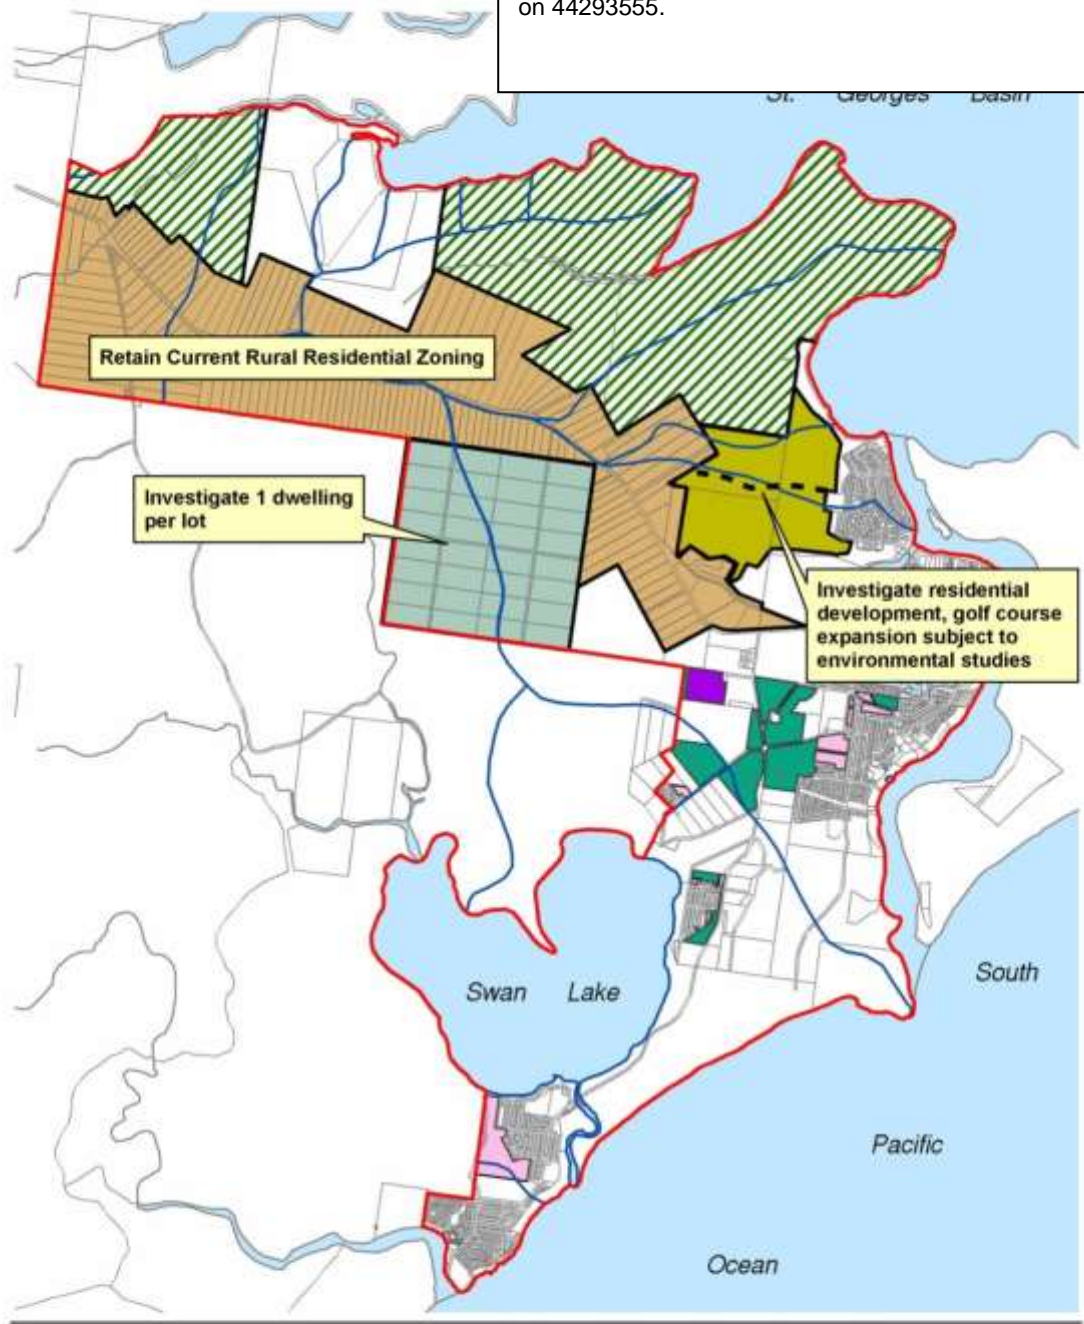 on 44293555.
St. Georges Basin
Retain Current Rural Residential Zoning
Investigate 1 dwelling
per lot
Investigate residential
development, golf course
expansion subject to
environmental studies
Swan Lake
South
Pacific
Ocean